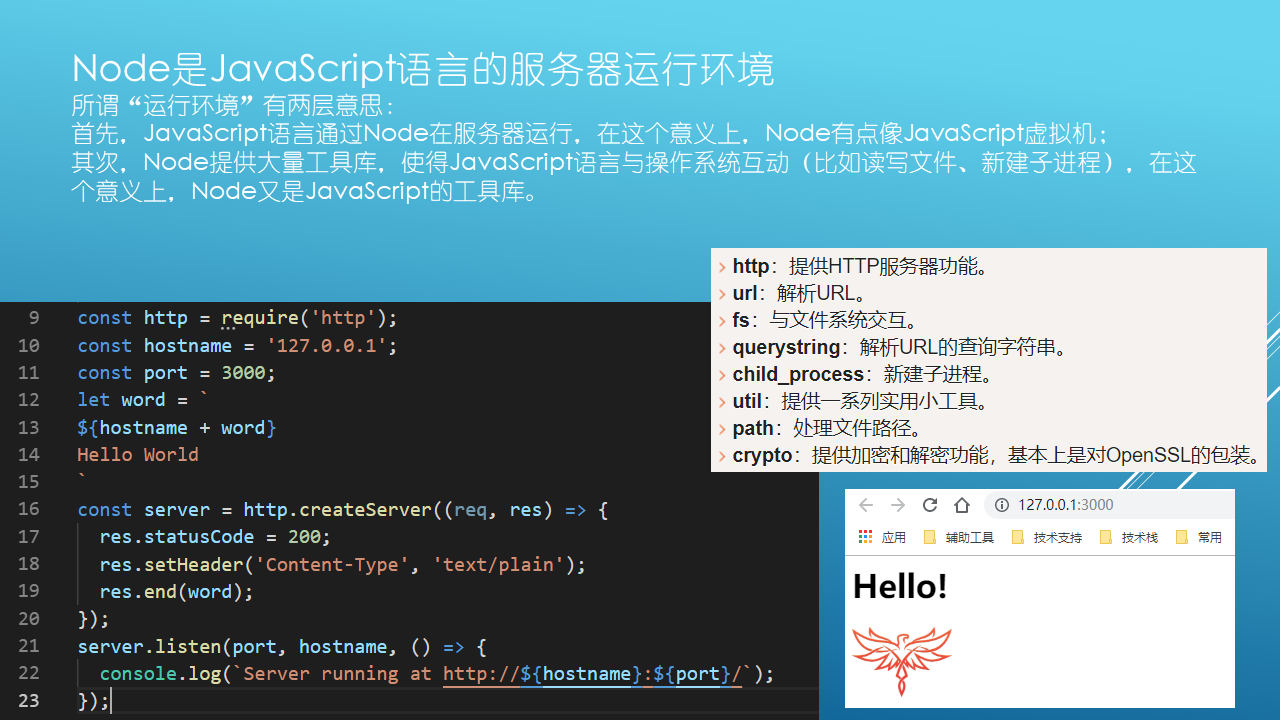 Node是JavaScript语言的服务器运行环境
所谓“运行环境”有两层意思：
首先，JavaScript语言通过Node在服务器运行，在这个意义上，Node有点像JavaScript虚拟机；
其次，Node提供大量工具库，使得JavaScript语言与操作系统互动（比如读写文件、新建子进程），在这
个意义上，Node又是JavaScript的工具库。
http：提供HTTP服务器功能。
url：解析URL。
fs：与文件系统交互。
querystring：解析URL的查询字符串。
child_process：新建子进程。
util：提供一系列实用小工具。
path：处理文件路径。
crypto：提供加密和解密功能，基本上是对OpenSSL的包装。
9 const http = require('http');
10 const hostname = '127.0.0.1';
11 const port = 3000;
12 let word = `
13 ${hostname + word}
14 Hello World
15 `
16 const server = http.createServer((req, res) => {
17   res.statusCode = 200;
18   res.setHeader('Content-Type', 'text/plain');
19   res.end(word);
20 });
21 server.listen(port, hostname, () => {
22   console.log(`Server running at http://${hostname}:${port}/`);
23 });
127.0.0.1:3000
应用 辅助工具 技术支持 技术栈 常用
Hello!